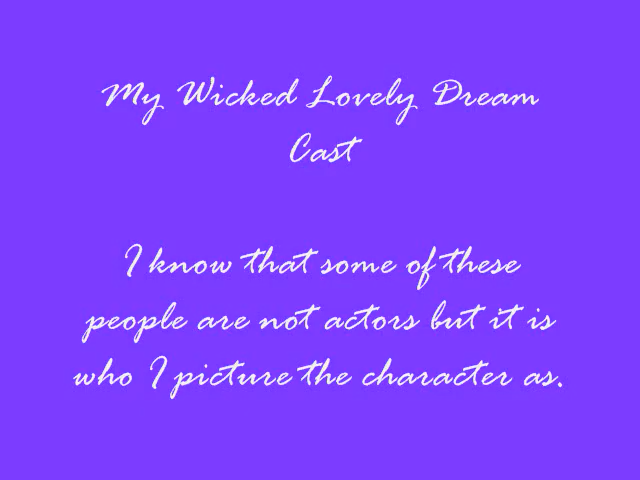 My Wicked Lovely Dream
Cast
I know that some of these
people are not actors but it is
who I picture the character as.